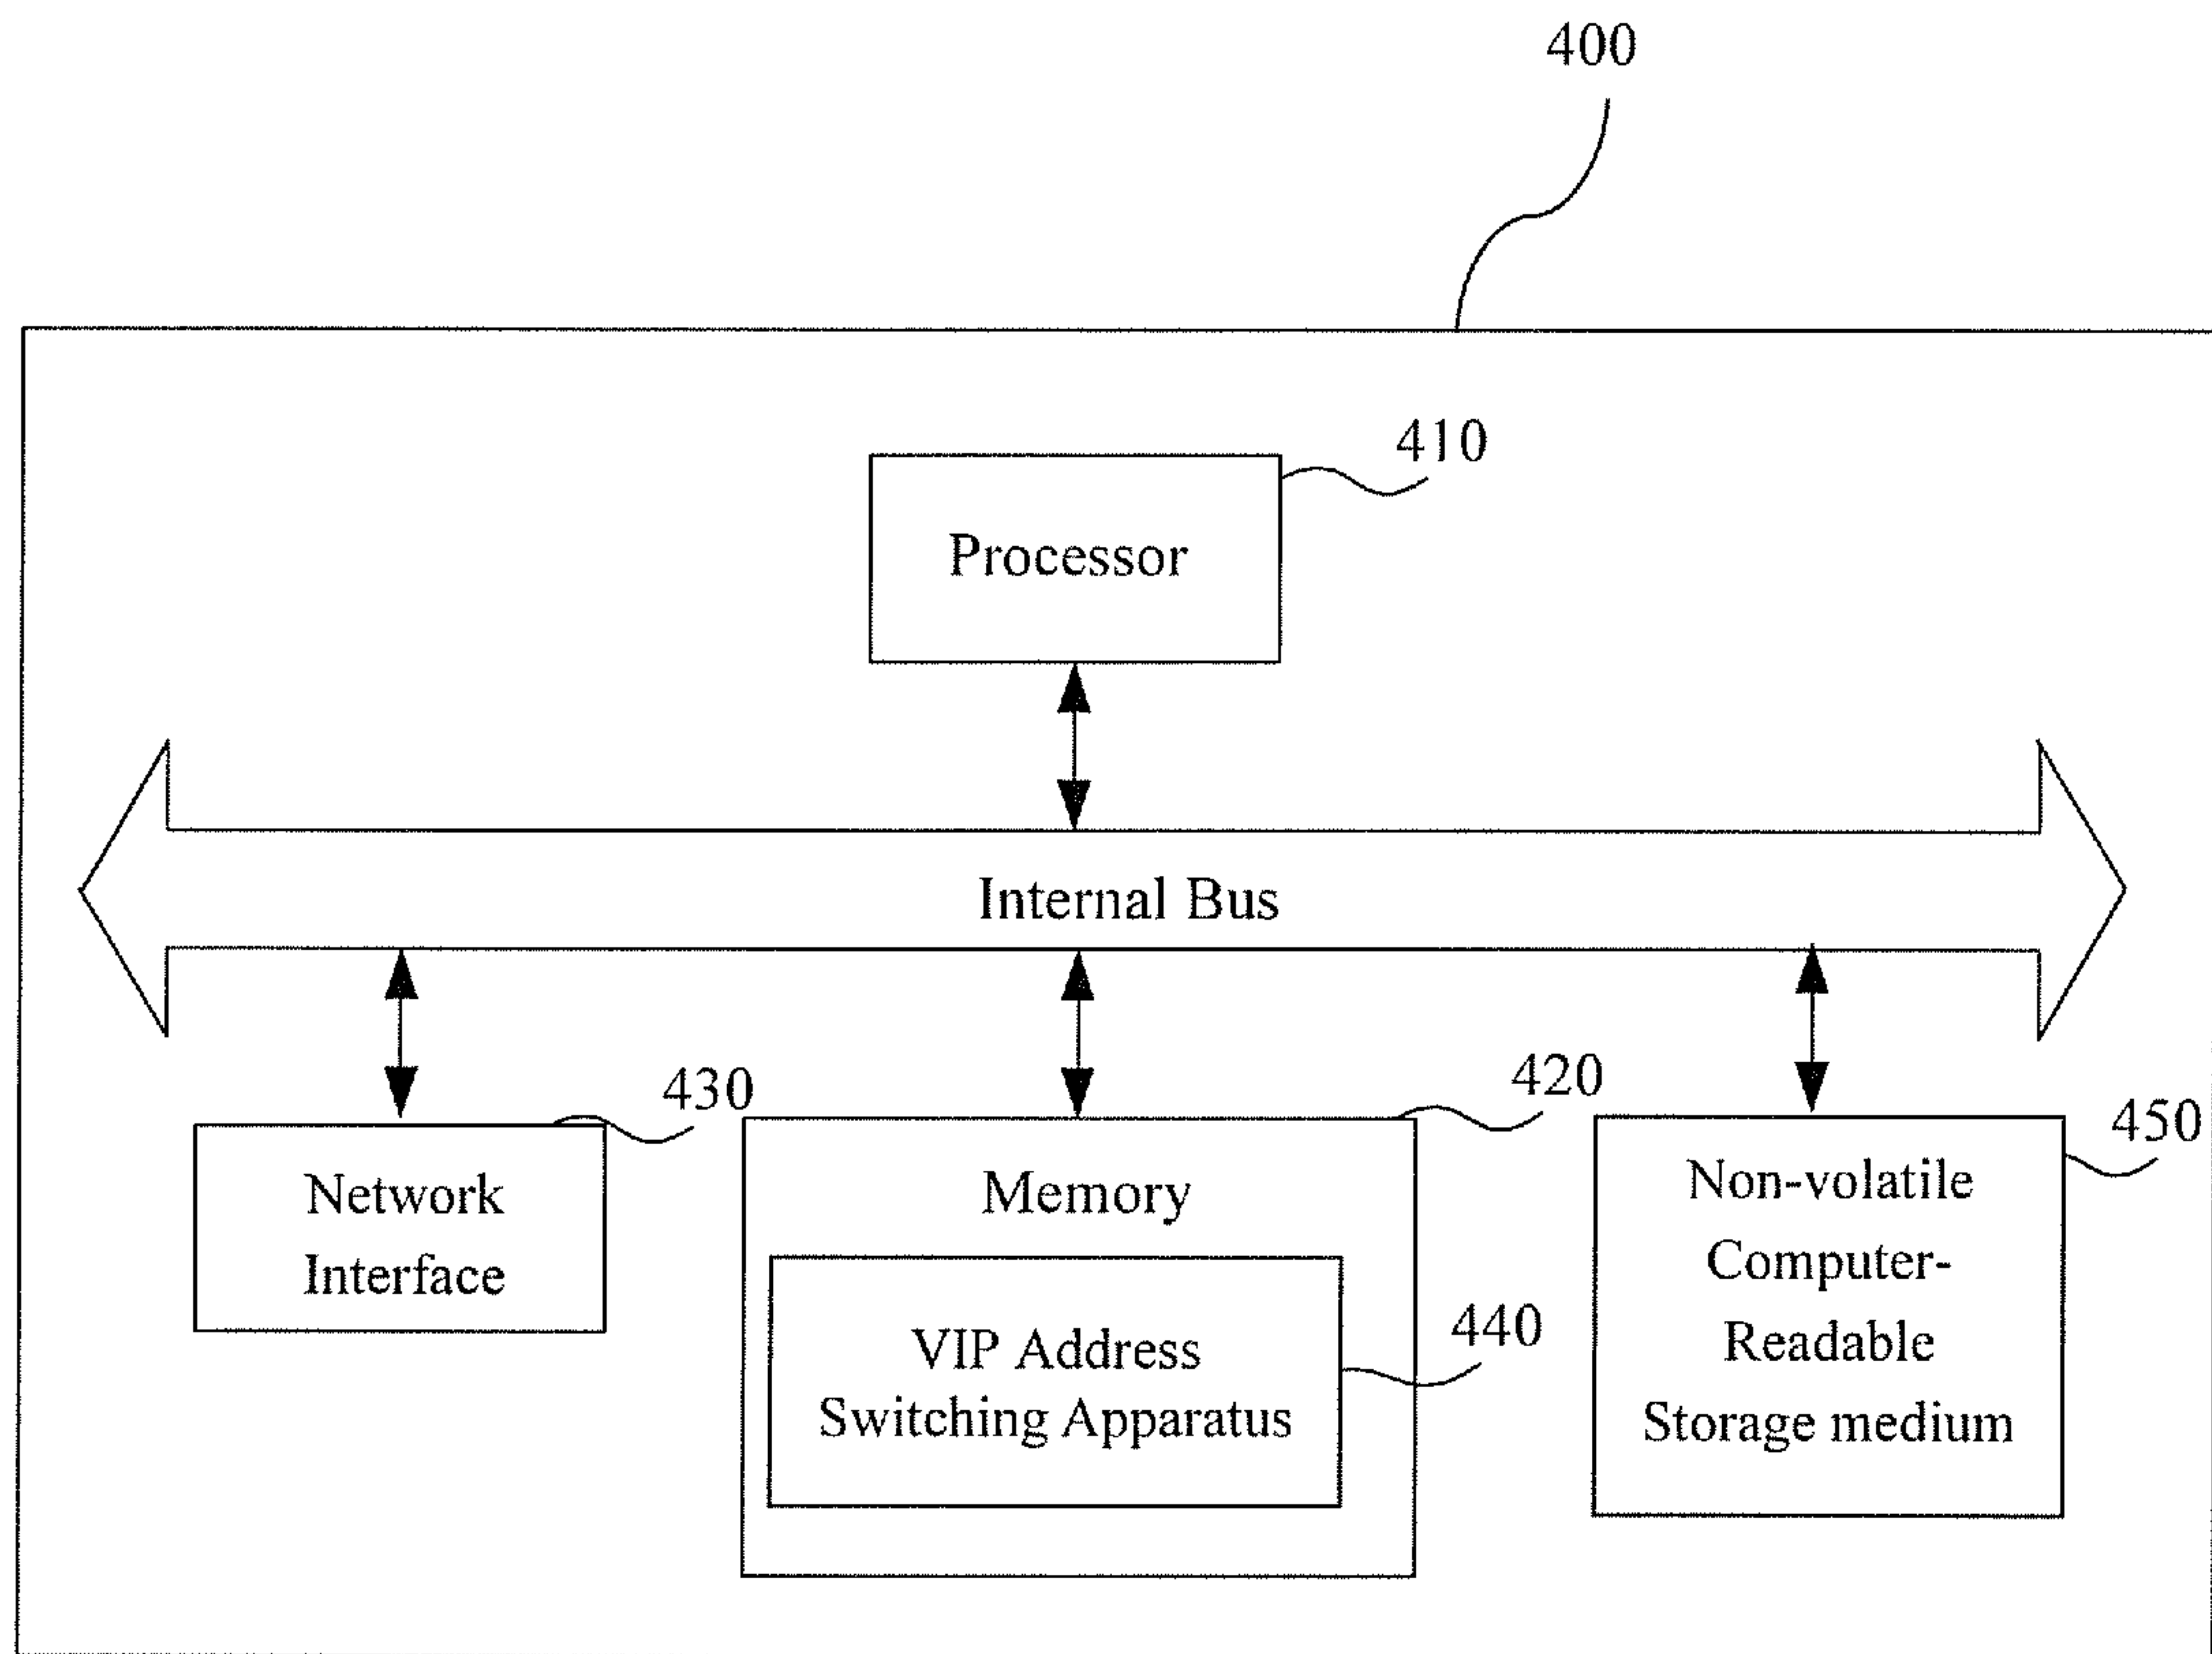 400
410
Processor
Internal Bus
430
420
450
Network
Interface
Memory
Non-volatile
Computer-
Readable
Storage medium
440
VIP Address
Switching Apparatus